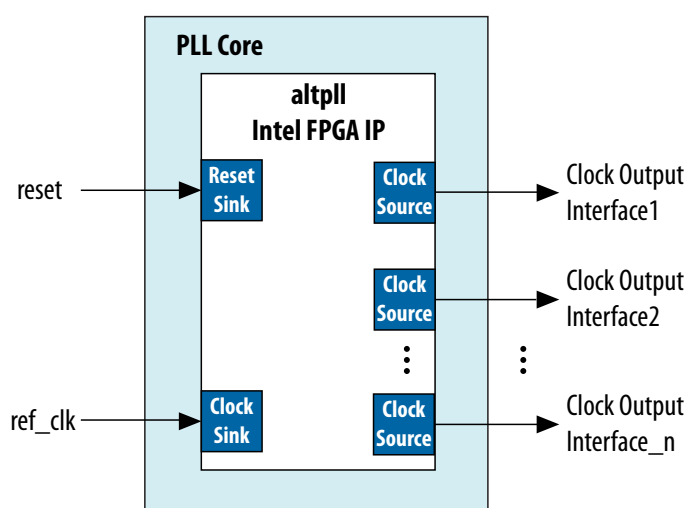 PLL Core
altpll
Intel FPGA IP
reset
Reset
Sink
Clock
Source
Clock Output
Interface1
Clock
Source
Clock Output
Interface2
ref_clk
Clock
Sink
Clock
Source
Clock Output
Interface_n